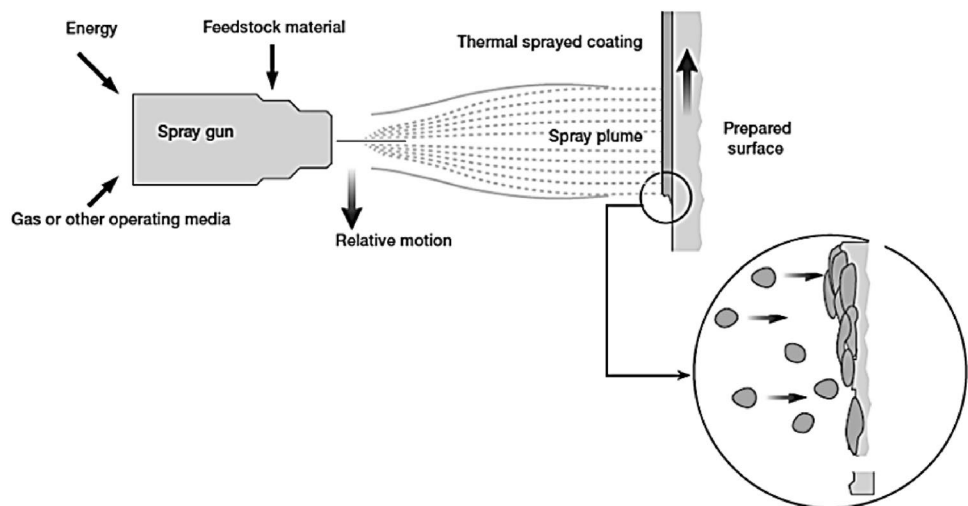 Energy
Feedstock material
Thermal sprayed coating
Spray gun
Spray plume
Prepared
surface
Gas or other operating media
Relative motion